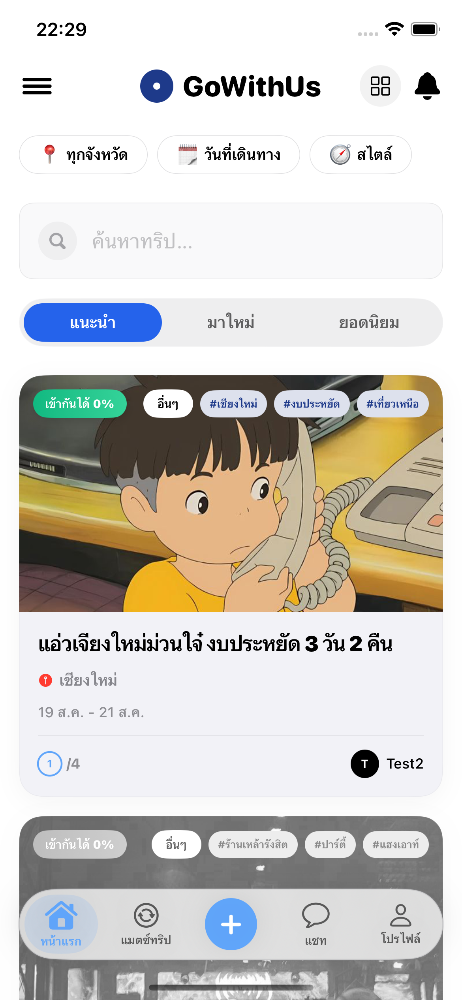 22:29
GoWithUs
ทุกจังหวัด วันที่เดินทาง สไตล์
ค้นหาทริป...
แนะนำ มาใหม่ ยอดนิยม
เข้ากันได้ 0% อื่นๆ #เชียงใหม่ #งบประหยัด #เที่ยวเหนือ
แอ่วเจียงใหม่ม่วนใจ๋ งบประหยัด 3 วัน 2 คืน
เชียงใหม่
19 ส.ค. - 21 ส.ค.
1 /4 T Test2
เข้ากันได้ 0% อื่นๆ #ร้านเหล้ารังสิต #ปาร์ตี้ #แฮงเอาท์
หน้าแรก แมตช์ทริป แชท โปรไฟล์